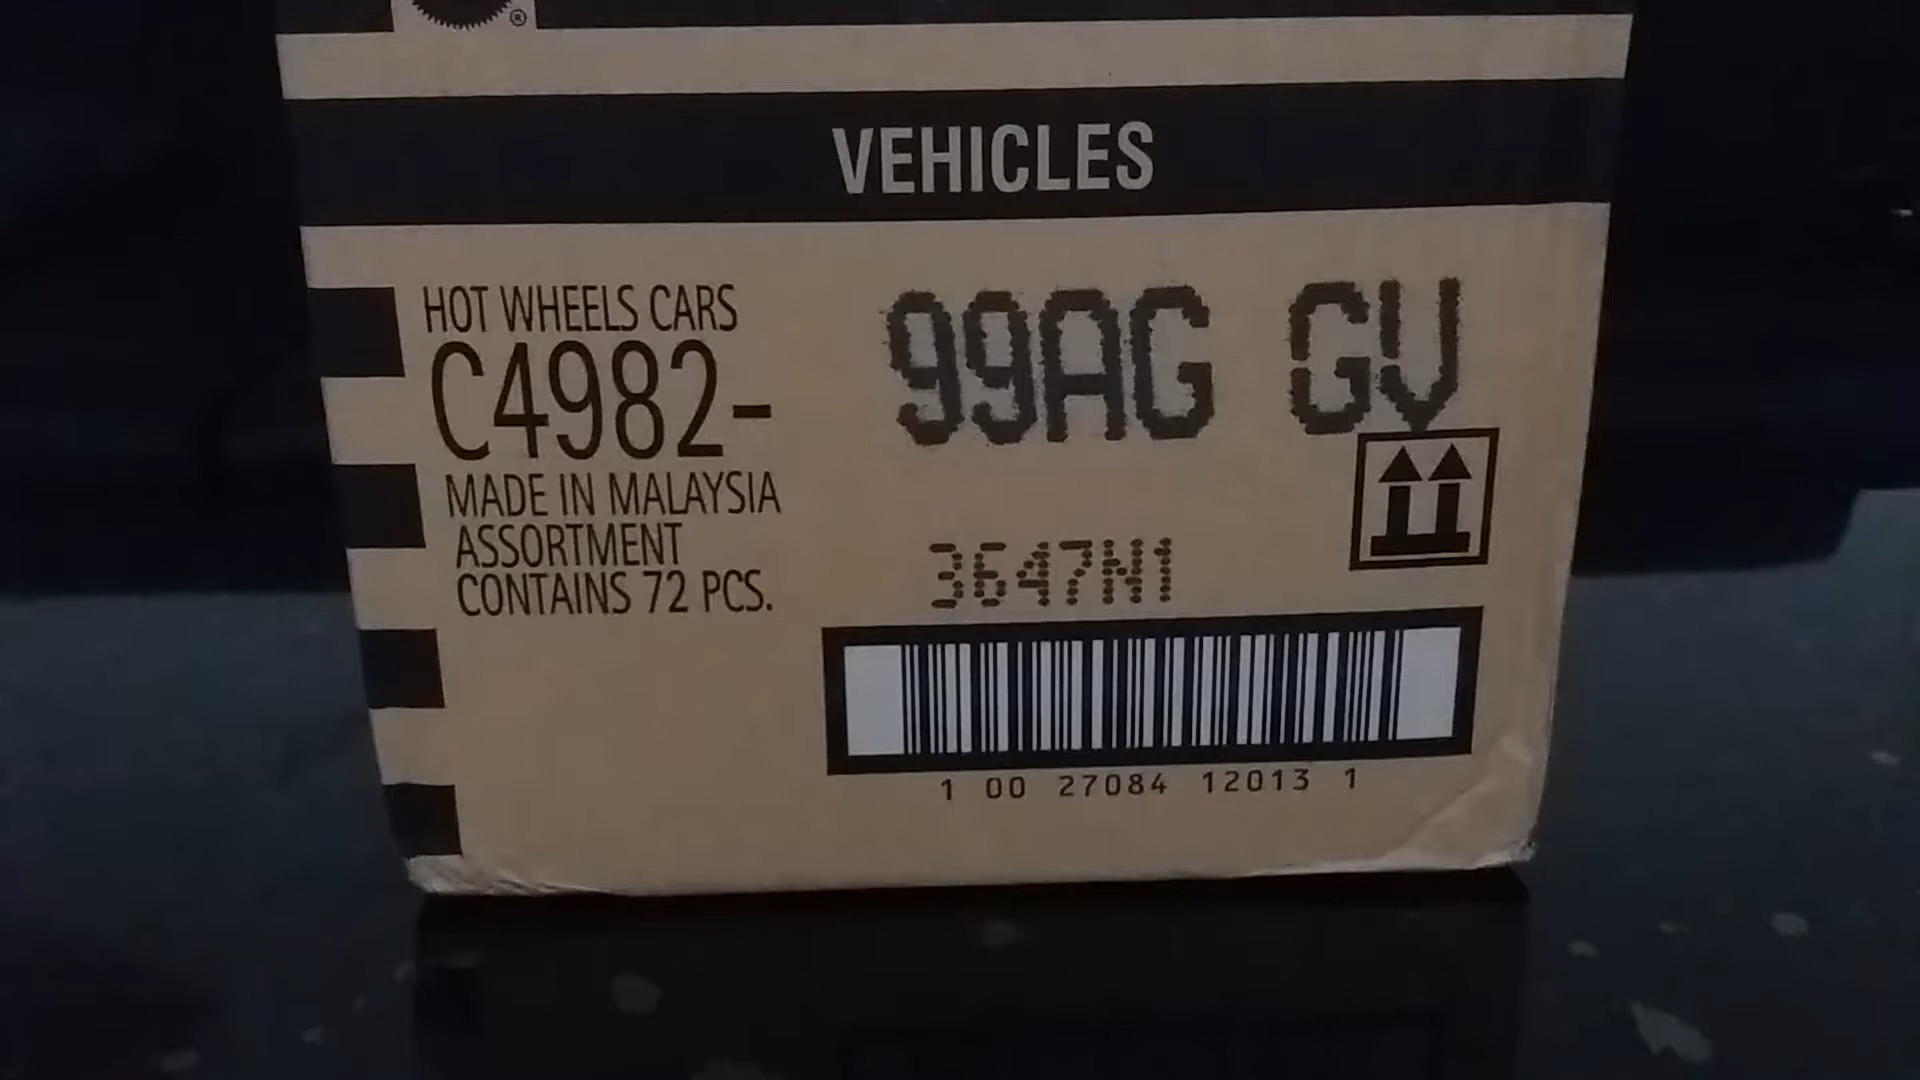 ®
VEHICLES
HOT WHEELS CARS
C4982-
99AG GV
MADE IN MALAYSIA
ASSORTMENT
CONTAINS 72 PCS.
3647N1
1 00 27084 12013 1